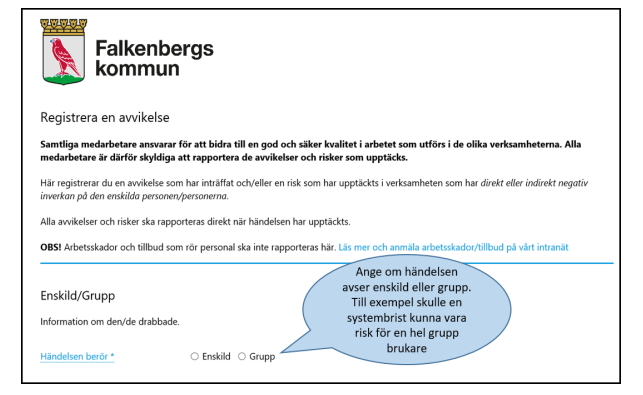 Falkenbergs
kommun
Registrera en avvikelse
Samtliga medarbetare ansvarar för att bidra till en god och säker kvalitet i arbetet som utförs i de olika verksamheterna. Alla
medarbetare är därför skyldiga att rapportera de avvikelser och risker som upptäcks.
Här registrerar du en avvikelse som har inträffat och/eller en risk som har upptäckts i verksamheten som har direkt eller indirekt negativ
inverkan på den enskilda personen/personerna.
Alla avvikelser och risker ska rapporteras direkt när händelsen har upptäckts.
OBS! Arbetsskador och tillbud som rör personal ska inte rapporteras här. Läs mer och anmäla arbetsskador/tillbud på vårt intranät
Ange om händelsen
avser enskild eller grupp.
Till exempel skulle en
systembrist kunna vara
risk för en hel grupp
brukare
Enskild/Grupp
Information om den/de drabbade.
Händelsen berör * Enskild Grupp